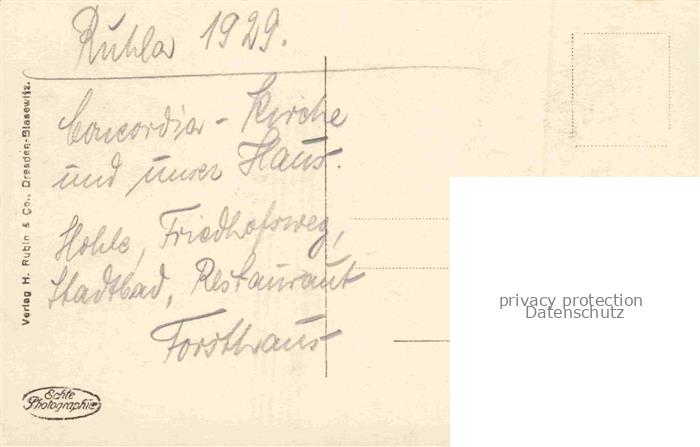 Ruhla 1929.
Concordia - Kirche
und unser Haus.
Hohle, Friedhofsweg,
Stadtbad, Restaurant
Forsthaus
Verlag H. Rubin & Co., Dresden-Blasewitz.
Echte
Photographie
privacy protection
Datenschutz